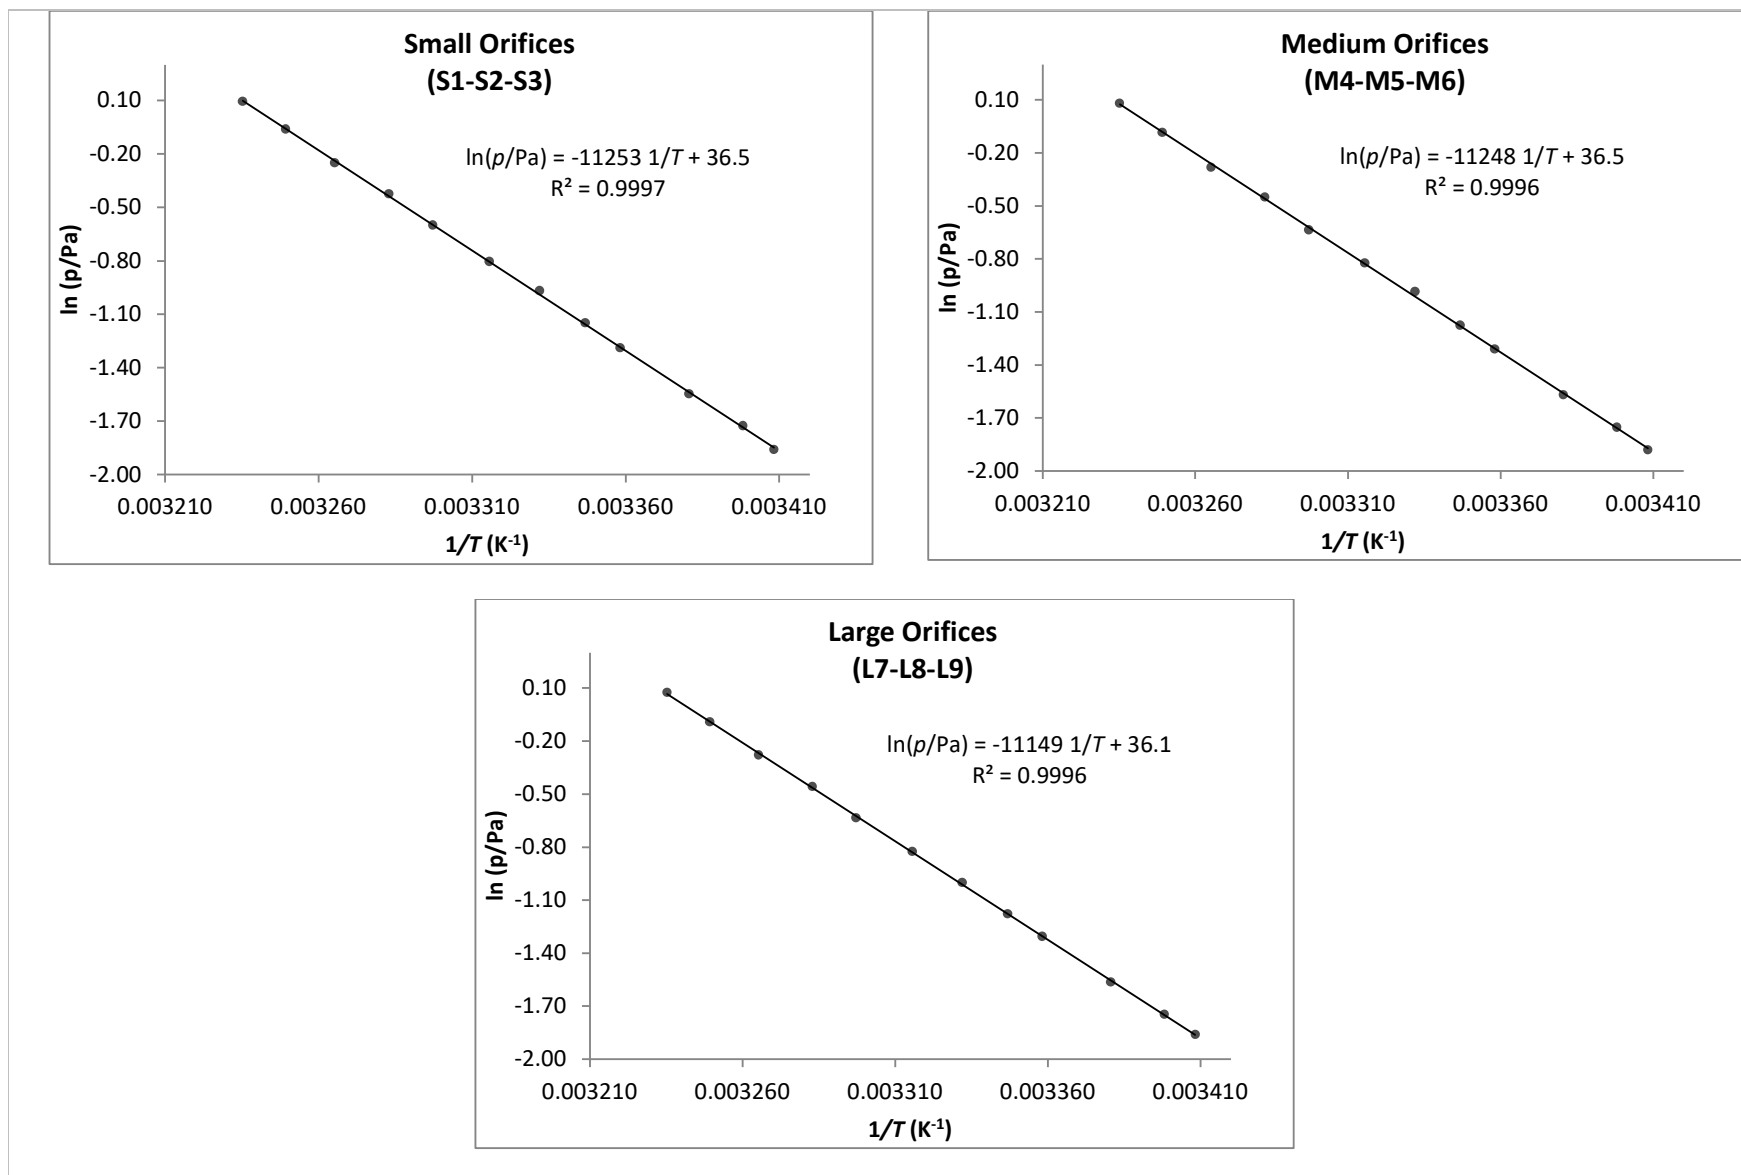 Small Orifices
(S1-S2-S3)
ln(p/Pa) = -11253 1/T + 36.5
R² = 0.9997
ln (p/Pa)
0.10
-0.20
-0.50
-0.80
-1.10
-1.40
-1.70
-2.00
0.003210 0.003260 0.003310 0.003360 0.003410
1/T (K⁻¹)
Medium Orifices
(M4-M5-M6)
ln(p/Pa) = -11248 1/T + 36.5
R² = 0.9996
ln (p/Pa)
0.10
-0.20
-0.50
-0.80
-1.10
-1.40
-1.70
-2.00
0.003210 0.003260 0.003310 0.003360 0.003410
1/T (K⁻¹)
Large Orifices
(L7-L8-L9)
ln(p/Pa) = -11149 1/T + 36.1
R² = 0.9996
ln (p/Pa)
0.10
-0.20
-0.50
-0.80
-1.10
-1.40
-1.70
-2.00
0.003210 0.003260 0.003310 0.003360 0.003410
1/T (K⁻¹)